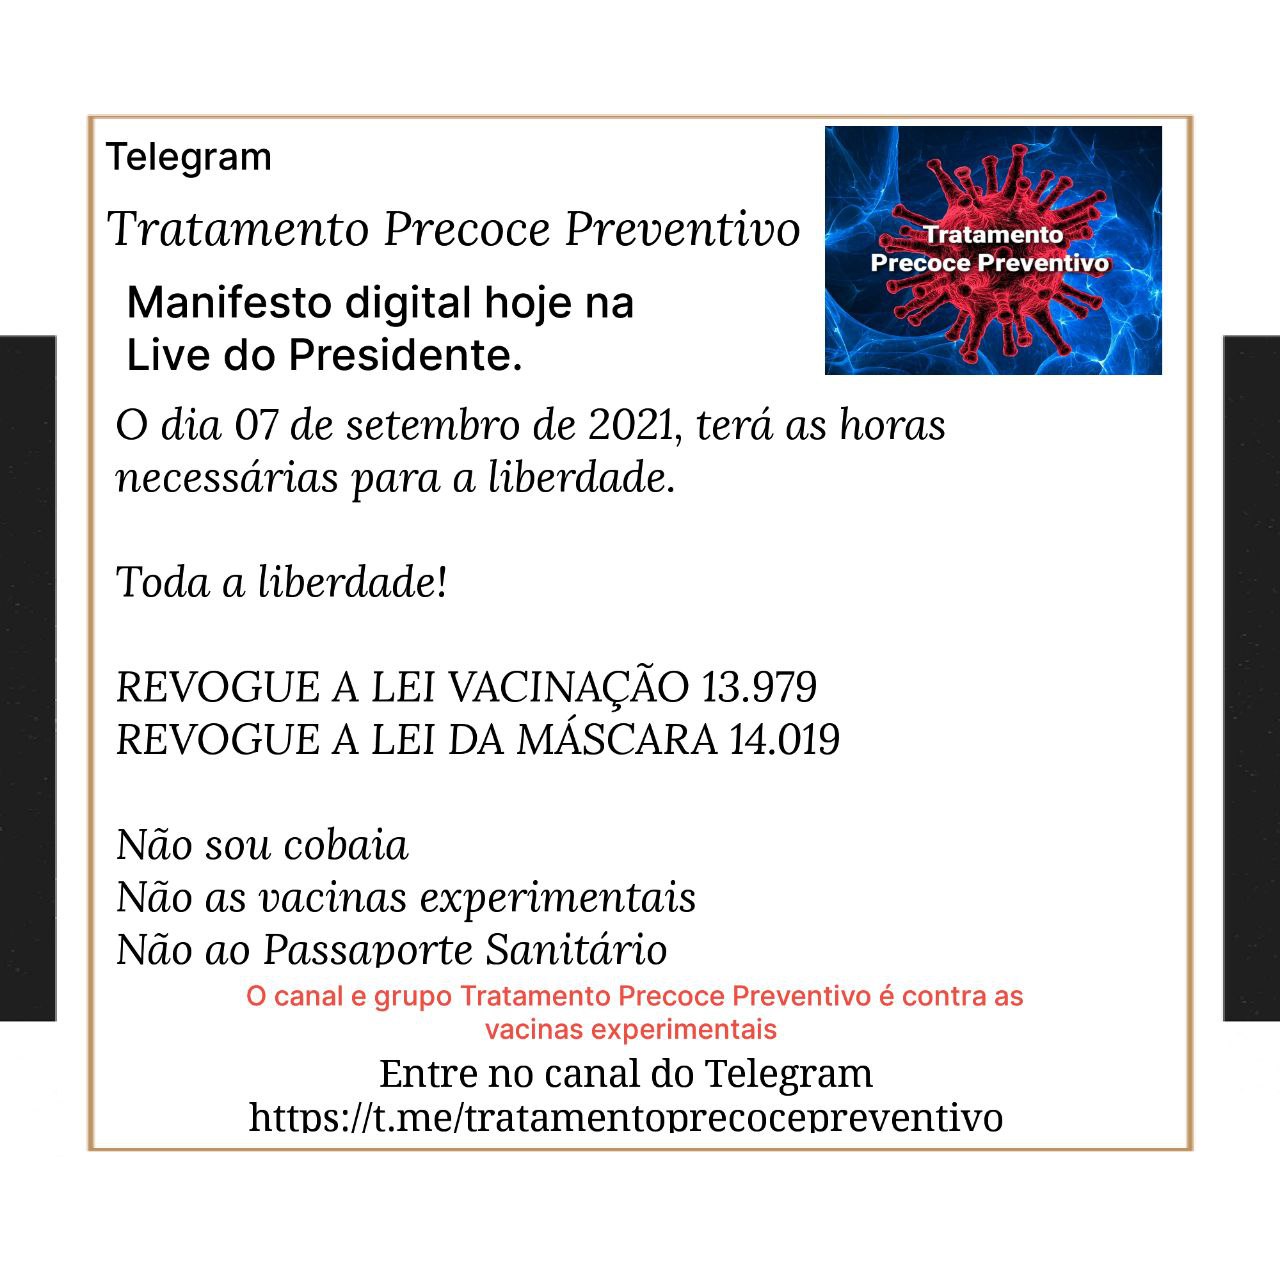 Telegram
Tratamento Precoce Preventivo
Tratamento
Precoce Preventivo
Manifesto digital hoje na
Live do Presidente.
O dia 07 de setembro de 2021, terá as horas
necessárias para a liberdade.
Toda a liberdade!
REVOGUE A LEI VACINAÇÃO 13.979
REVOGUE A LEI DA MÁSCARA 14.019
Não sou cobaia
Não as vacinas experimentais
Não ao Passaporte Sanitário
O canal e grupo Tratamento Precoce Preventivo é contra as
vacinas experimentais
Entre no canal do Telegram
https://t.me/tratamentoprecocepreventivo